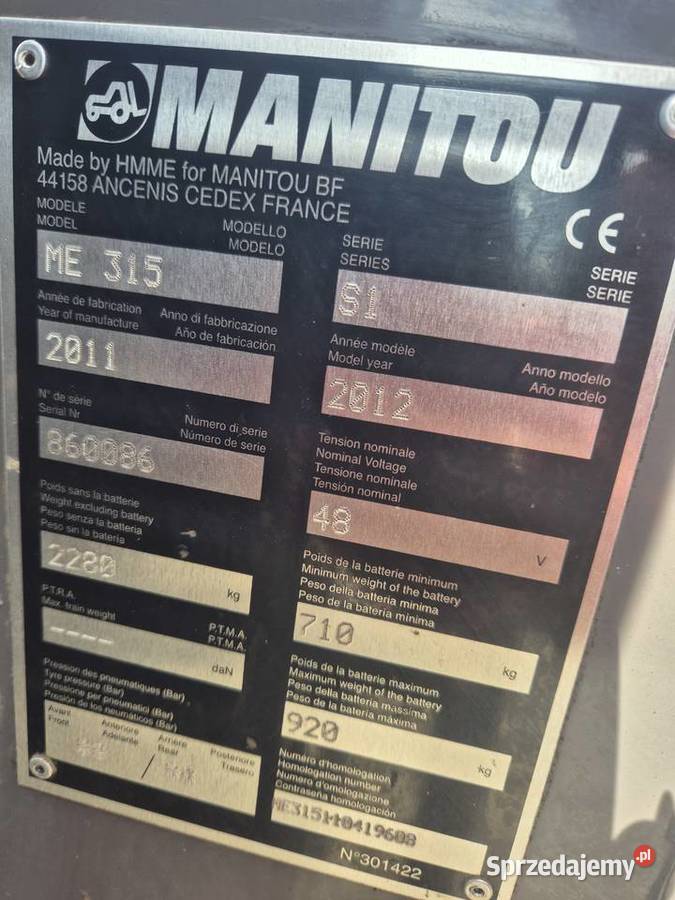 MANITOU
Made by HMME for MANITOU BF
44158 ANCENIS CEDEX FRANCE
CE
MODELE MODELLO
MODEL MODELO
ME 315
SERIE SERIE
SERIES SERIE
S1
Année de fabrication Anno di fabbricazione
Year of manufacture Año de fabricación
2011
Année modèle Anno modello
Model year Año modelo
2012
N° de série Numero di serie
Serial Nr Número de serie
860086
Tension nominale
Nominal Voltage
Tensione nominale
Tensión nominal
48 V
Poids sans la batterie
Weight excluding battery
Peso senza la batteria
Peso sin la bateria
2280 kg
Poids de la batterie minimum
Minimum weight of the battery
Peso della batteria minima
Peso de la bateria mínima
710 kg
P.T.R.A. P.T.M.A.
Max. train weight P.T.M.A.
---- daN
Poids de la batterie maximum
Maximum weight of the battery
Peso della batteria massima
Peso de la batería máxima
920 kg
Pression des pneumatiques (Bar)
Tyre pressure (Bar)
Pressione per pneumatici (Bar)
Presión de los neumáticos (Bar)
Avant Anteriore Arrière Posteriore
Front Adelante Rear Trasero
/
Numéro d'homologation
Homologation number
Numero d'omologazione
Contraseña homologación
ME315110419608
N°301422
Sprzedajemy.pl